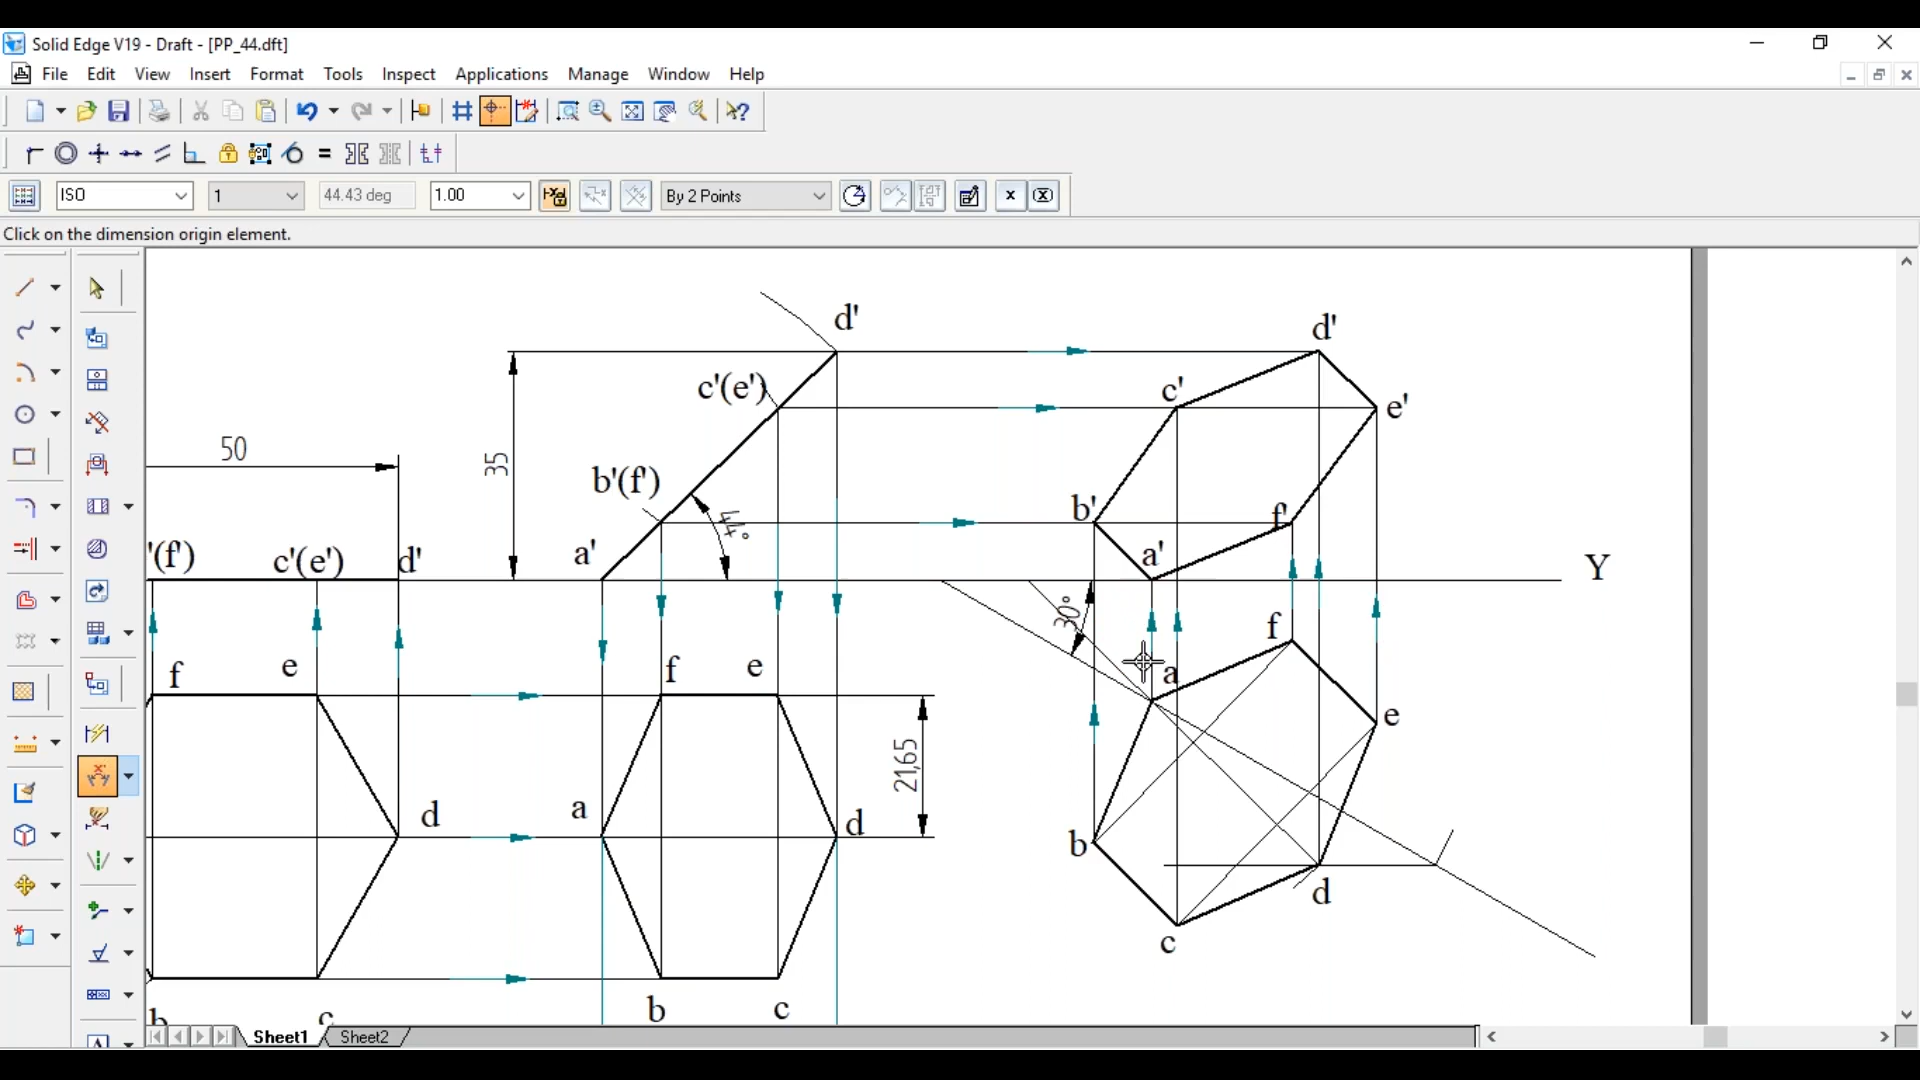 Solid Edge V19 - Draft - [PP_44.dft]
File Edit View Insert Format Tools Inspect Applications Manage Window Help
ISO 1 44.43 deg 1.00 By 2 Points
Click on the dimension origin element.
d'
d'
c'(e')
c'
e'
50
35
b'(f')
b'
f'
44°
'(f')
c'(e')
d'
a'
a'
Y
30°
f
f
e
f
e
a
e
21,65
d
a
d
b
d
c
b
c
b
c
Sheet1 Sheet2